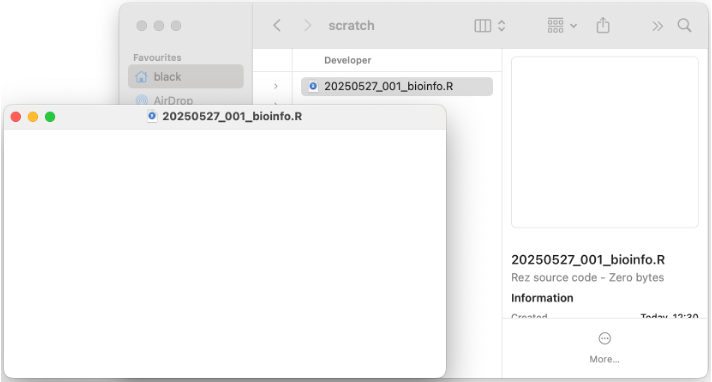 scratch
Favourites
black
AirDrop
Developer
20250527_001_bioinfo.R
20250527_001_bioinfo.R
20250527_001_bioinfo.R
Rez source code - Zero bytes
Information
Created
Today, 12:30
More...